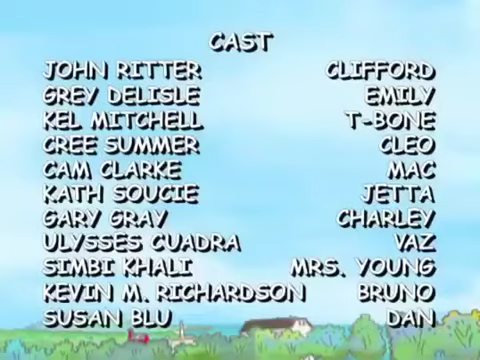 CAST
JOHN RITTER CLIFFORD
GREY DELISLE EMILY
KEL MITCHELL T-BONE
CREE SUMMER CLEO
CAM CLARKE MAC
KATH SOUCIE JETTA
GARY GRAY CHARLEY
ULYSSES CUADRA VAZ
SIMBI KHALI MRS. YOUNG
KEVIN M. RICHARDSON BRUNO
SUSAN BLU DAN